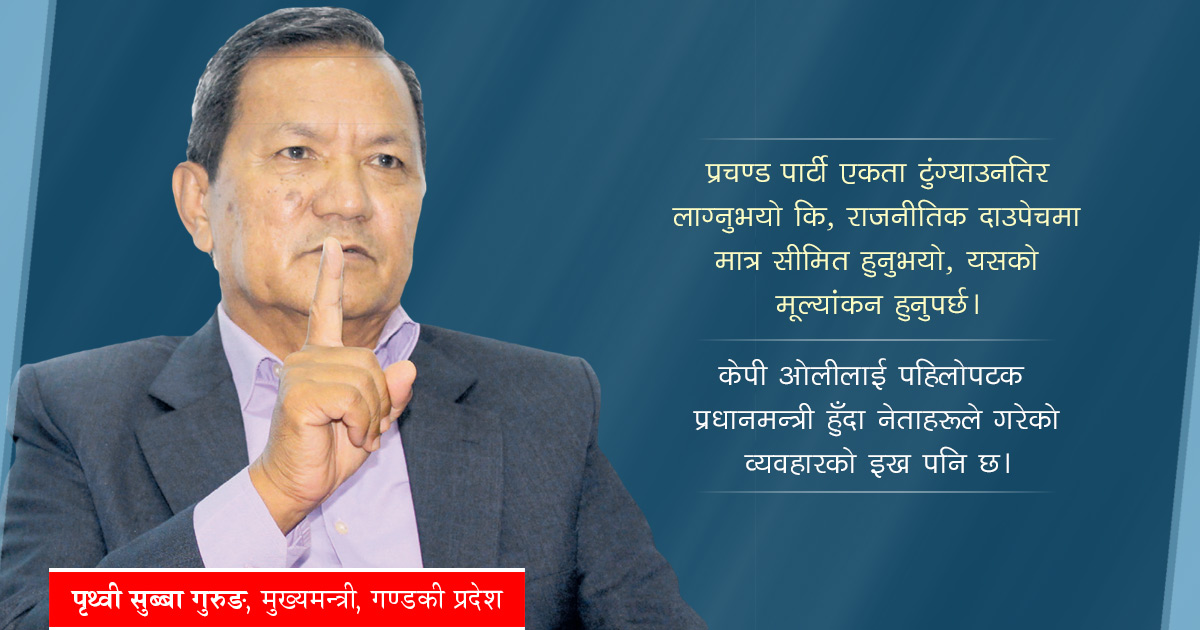 प्रचण्ड पार्टी एकता टुंग्याउनतिर
लाग्नुभयो कि, राजनीतिक दाउपेचमा
मात्र सीमित हुनुभयो, यसको
मूल्यांकन हुनुपर्छ।
केपी ओलीलाई पहिलोपटक
प्रधानमन्त्री हुँदा नेताहरूले गरेको
व्यवहारको इख पनि छ।
पृथ्वी सुब्बा गुरुङ, मुख्यमन्त्री, गण्डकी प्रदेश